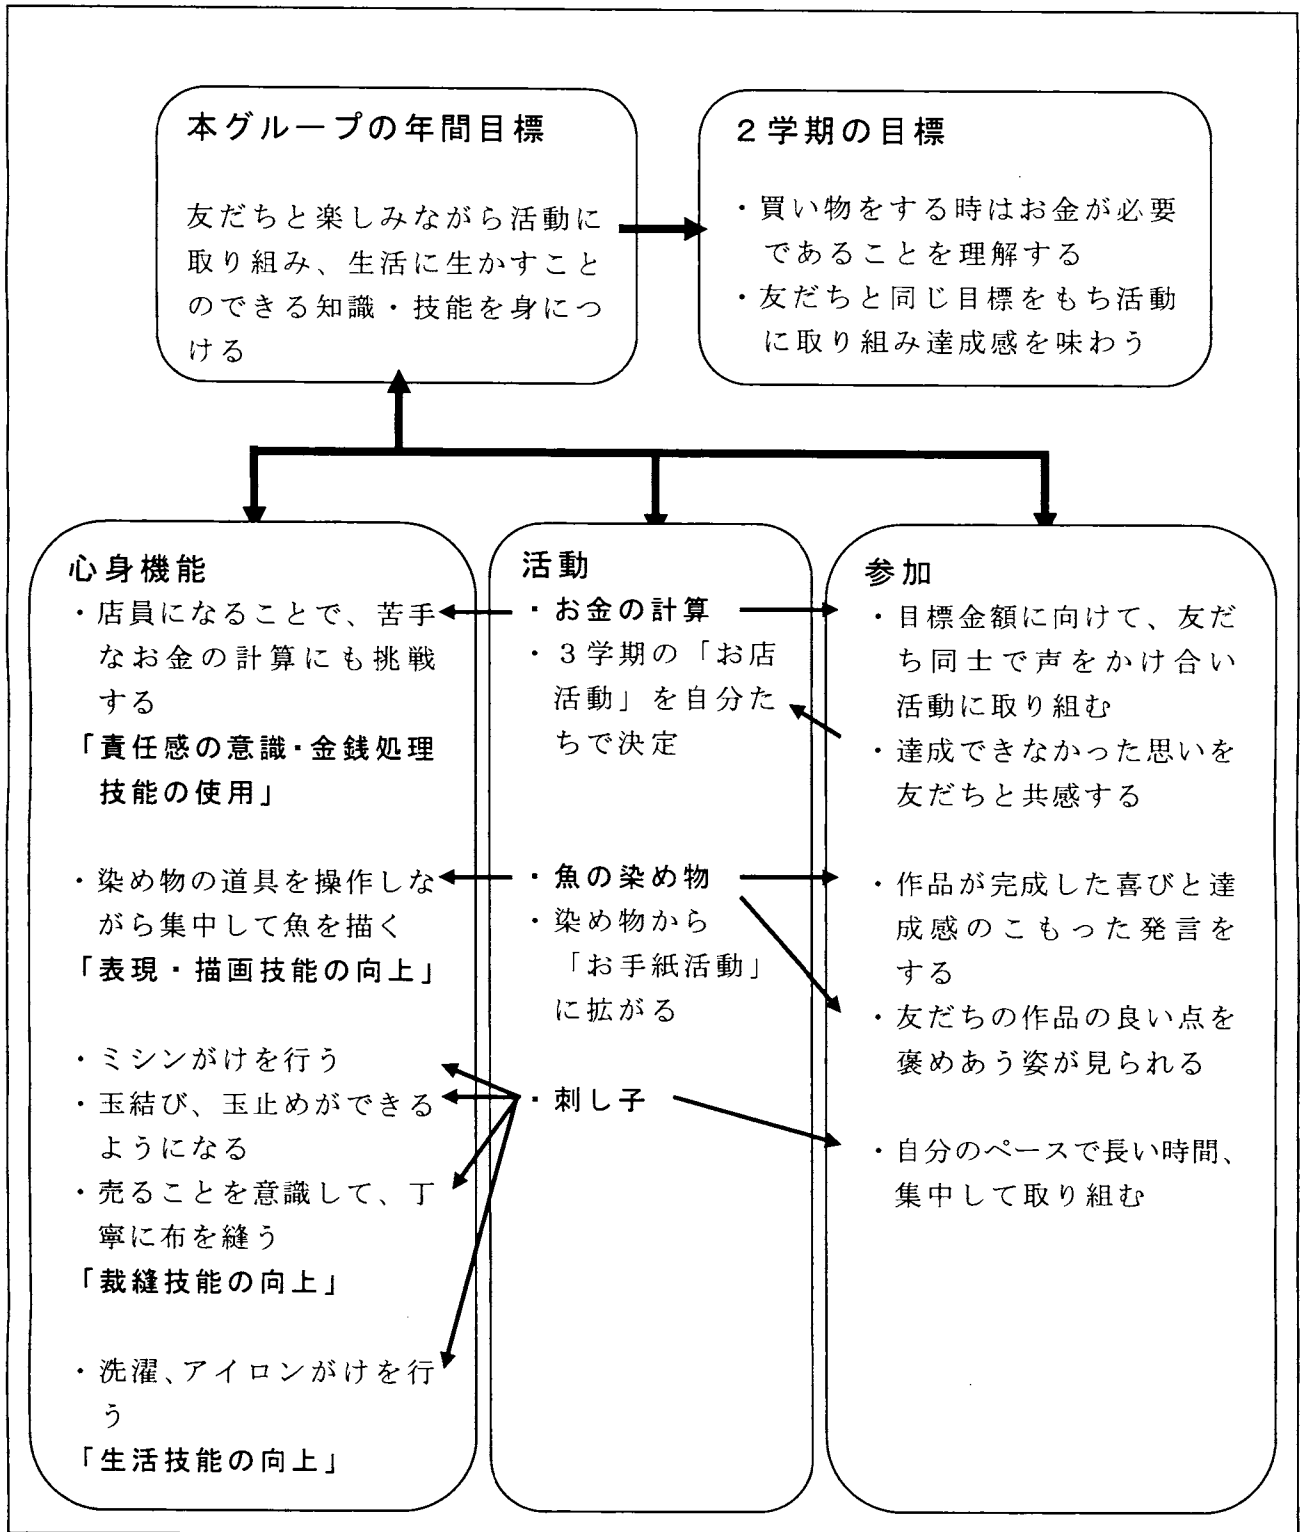 本グループの年間目標
友だちと楽しみながら活動に
取り組み、生活に生かすこと
のできる知識・技能を身につ
ける
2学期の目標
・買い物をする時はお金が必要
であることを理解する
・友だちと同じ目標をもち活動
に取り組み達成感を味わう
心身機能
・店員になることで、苦手
なお金の計算にも挑戦
する
「責任感の意識・金銭処理
技能の使用」
・染め物の道具を操作しな
がら集中して魚を描く
「表現・描画技能の向上」
・ミシンがけを行う
・玉結び、玉止めができる
ようになる
・売ることを意識して、丁
寧に布を縫う
「裁縫技能の向上」
・洗濯、アイロンがけを行
う
「生活技能の向上」
活動
・お金の計算
・3学期の「お店
活動」を自分た
ちで決定
・魚の染め物
・染め物から
「お手紙活動」
に拡がる
・刺し子
参加
・目標金額に向けて、友だ
ち同士で声をかけ合い
活動に取り組む
・達成できなかった思いを
友だちと共感する
・作品が完成した喜びと達
成感のこもった発言を
する
・友だちの作品の良い点を
褒めあう姿が見られる
・自分のペースで長い時間、
集中して取り組む